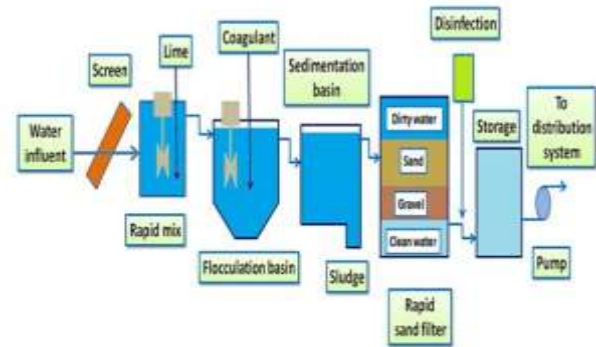 Screen
Lime
Coagulant
Disinfection
Sedimentation
basin
To
distribution
system
Water
influent
Dirty water
Storage
Sand
Gravel
Clean water
Rapid mix
Flocculation basin
Sludge
Rapid
sand filter
Pump